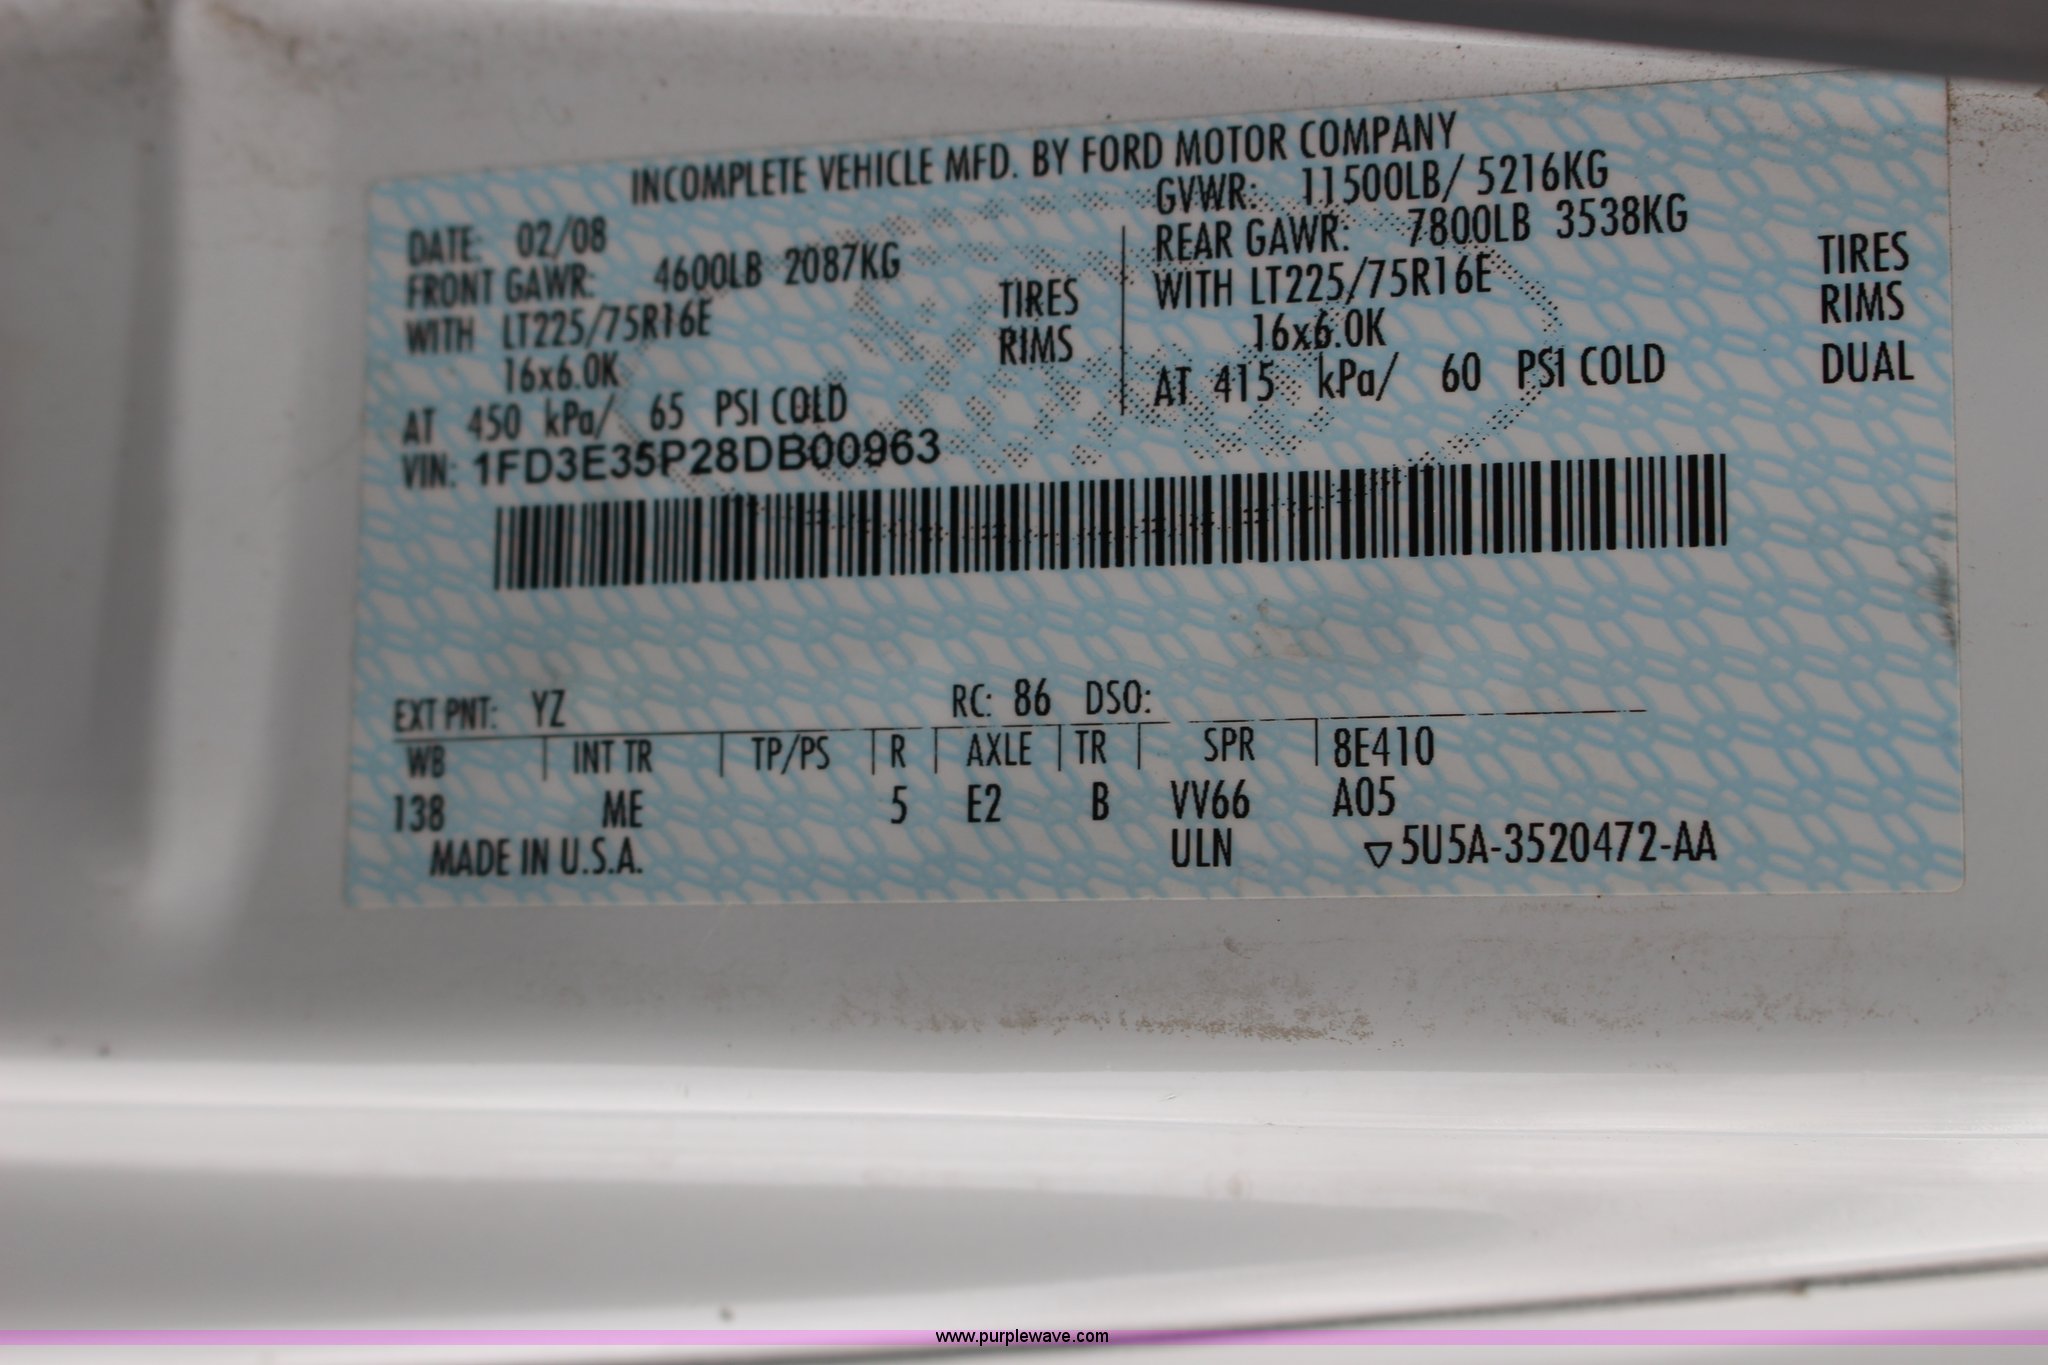 INCOMPLETE VEHICLE MFD. BY FORD MOTOR COMPANY
DATE: 02/08
GVWR: 11500LB/ 5216KG
FRONT GAWR: 4600LB 2087KG
REAR GAWR: 7800LB 3538KG
WITH LT225/75R16E TIRES
WITH LT225/75R16E TIRES
16x6.0K RIMS
16x6.0K RIMS
AT 450 kPa/ 65 PSI COLD
AT 415 kPa/ 60 PSI COLD DUAL
VIN: 1FD3E35P28DB00963
EXT PNT: YZ RC: 86 DSO:
WB INT TR TP/PS R AXLE TR SPR 8E410
138 ME 5 E2 B VV66 A05
MADE IN U.S.A. ULN ▽5U5A-3520472-AA
www.purplewave.com